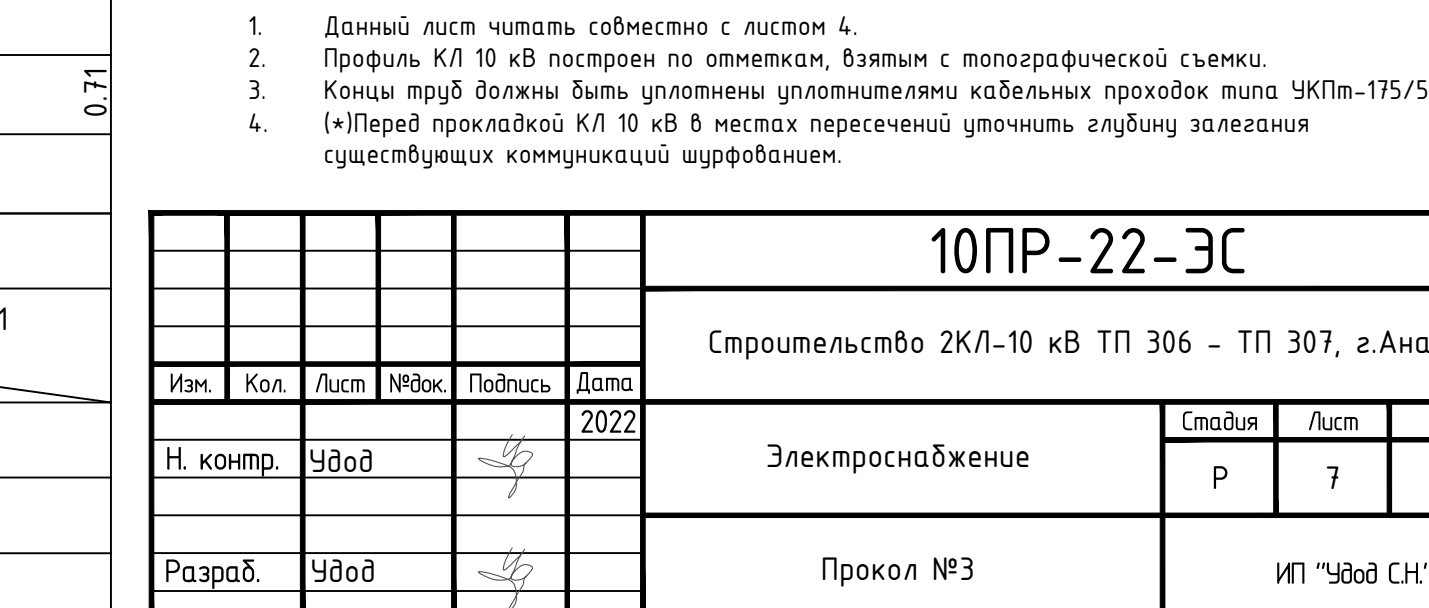 1. Данный лист читать совместно с листом 4.
2. Профиль КЛ 10 кВ построен по отметкам, взятым с топографической съемки.
3. Концы труб должны быть уплотнены уплотнителями кабельных проходок типа УКПт-175/5
4. (*)Перед прокладкой КЛ 10 кВ в местах пересечений уточнить глубину залегания
существующих коммуникаций шурфованием.
0.71
1
10ПР-22-ЭС
Строительство 2КЛ-10 кВ ТП 306 - ТП 307, г.Ана
Изм. Кол. Лист №док. Подпись Дата
2022
Стадия Лист
Н. контр. Удод
Электроснабжение
Р 7
Разраб. Удод
Прокол №3
ИП "Удод С.Н."